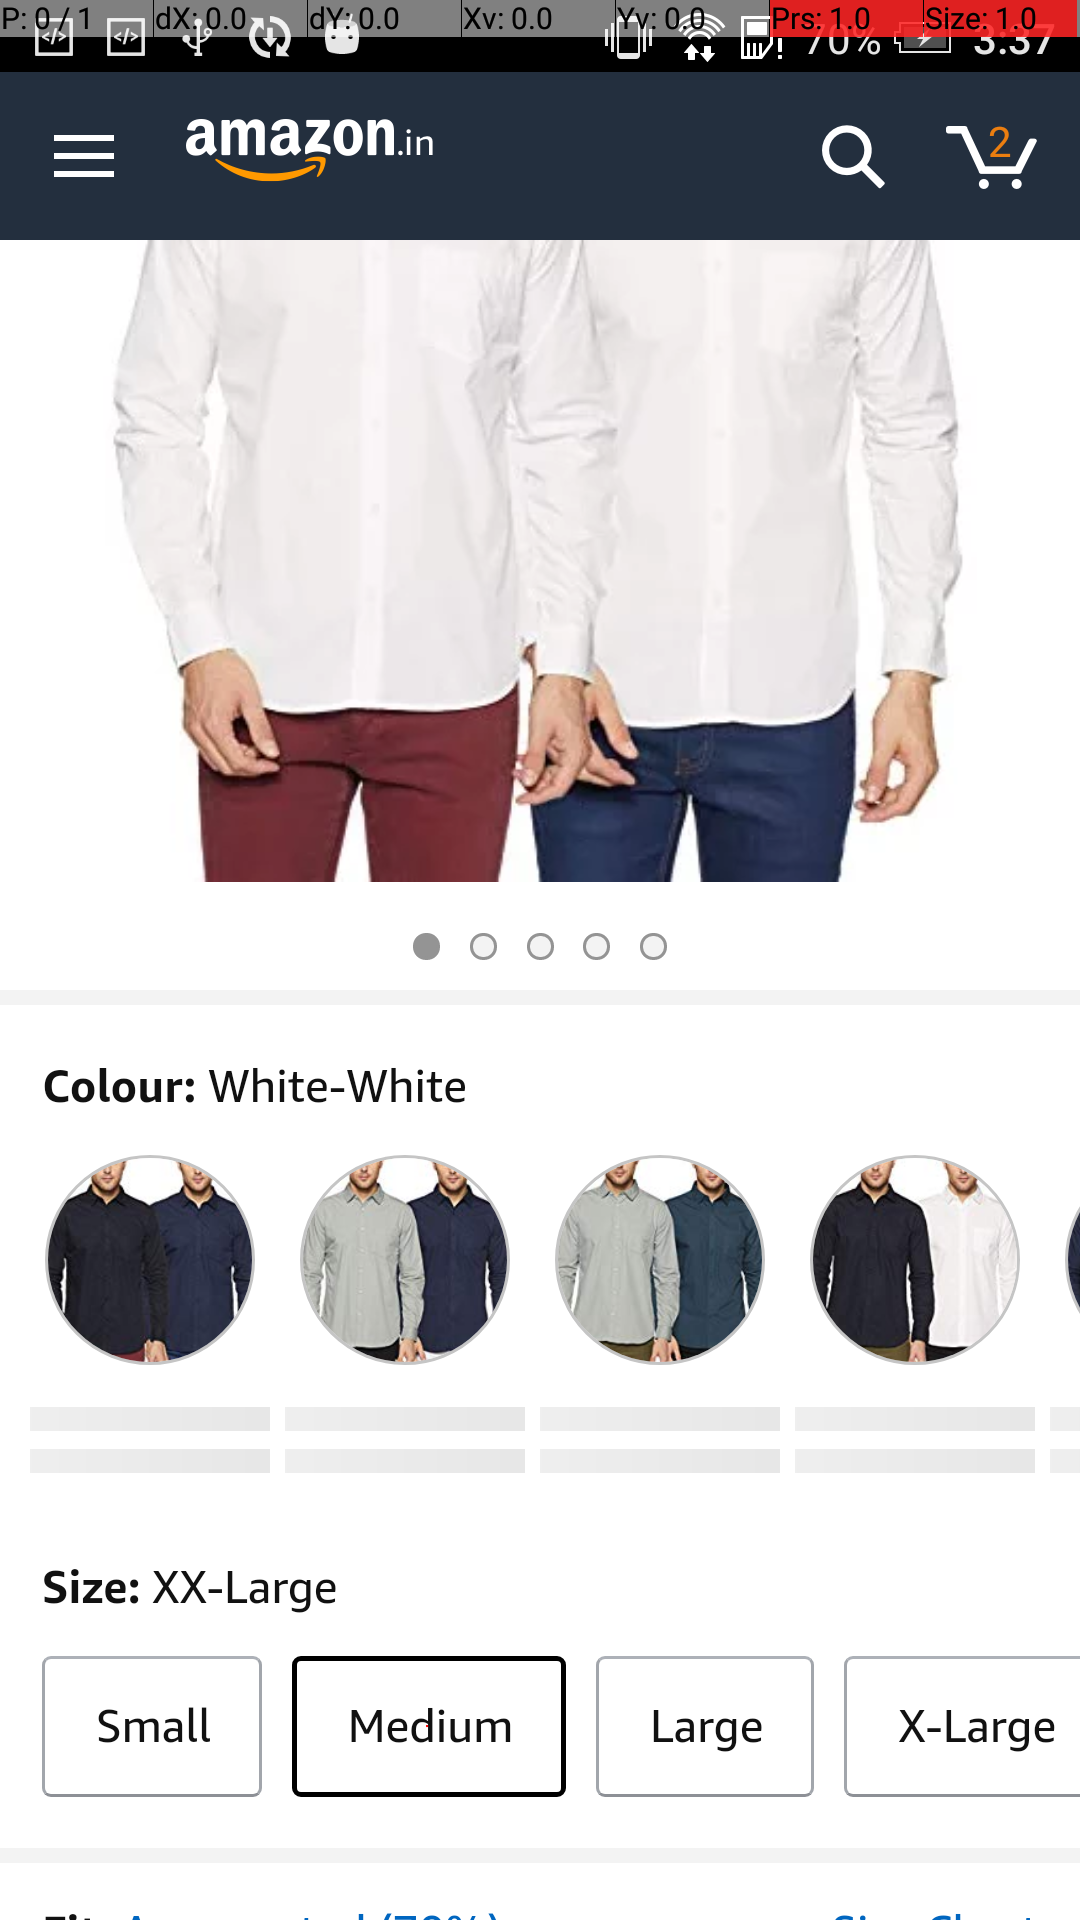 P: 0 / 1 dX: 0.0 dY: 0.0 Xv: 0.0 Yv: 0.0 Prs: 1.0 Size: 1.0
70% 3:37
amazon.in
2
Colour: White-White
Size: XX-Large
Small Medium Large X-Large